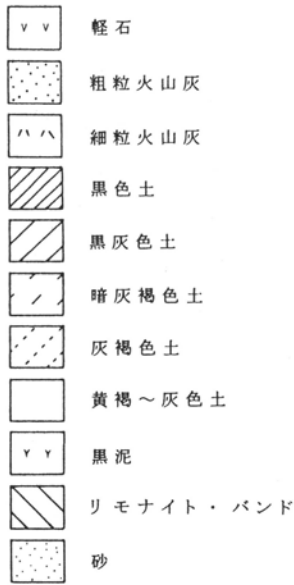 軽石
粗粒火山灰
細粒火山灰
黒色土
黒灰色土
暗灰褐色土
灰褐色土
黄褐～灰色土
黒泥
リモナイト・バンド
砂